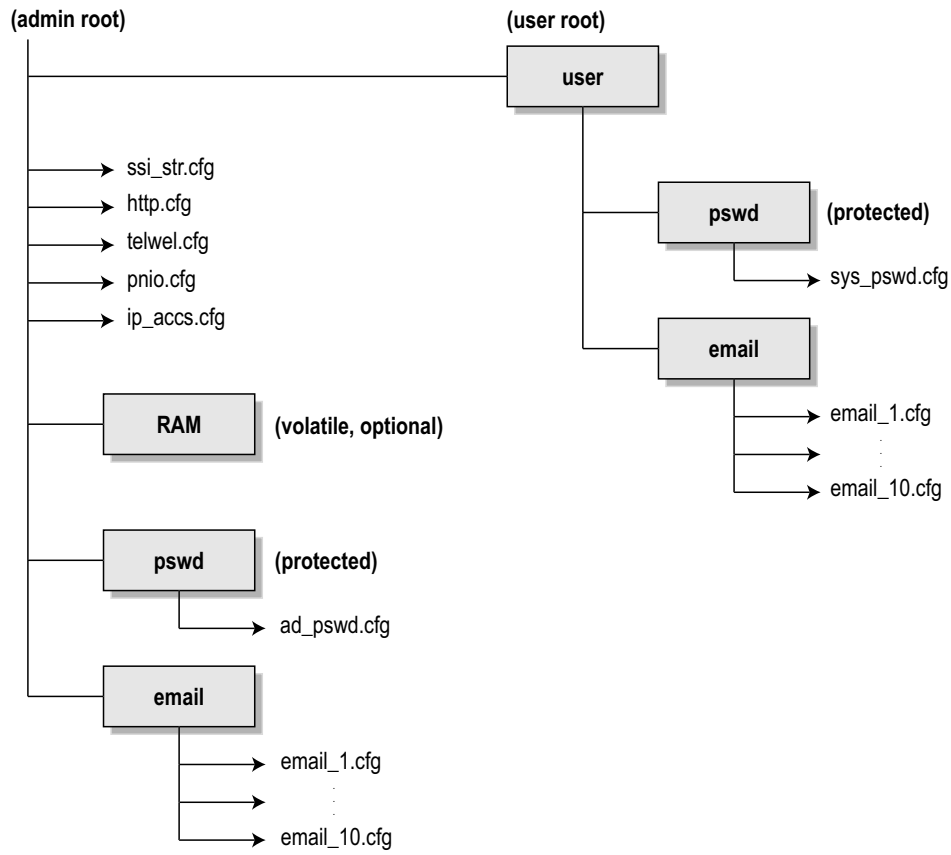 (admin root)
(user root)
user
ssi_str.cfg
http.cfg
telwel.cfg
pnio.cfg
ip_accs.cfg
pswd
(protected)
sys_pswd.cfg
email
email_1.cfg
email_10.cfg
RAM
(volatile, optional)
pswd
(protected)
ad_pswd.cfg
email
email_1.cfg
email_10.cfg